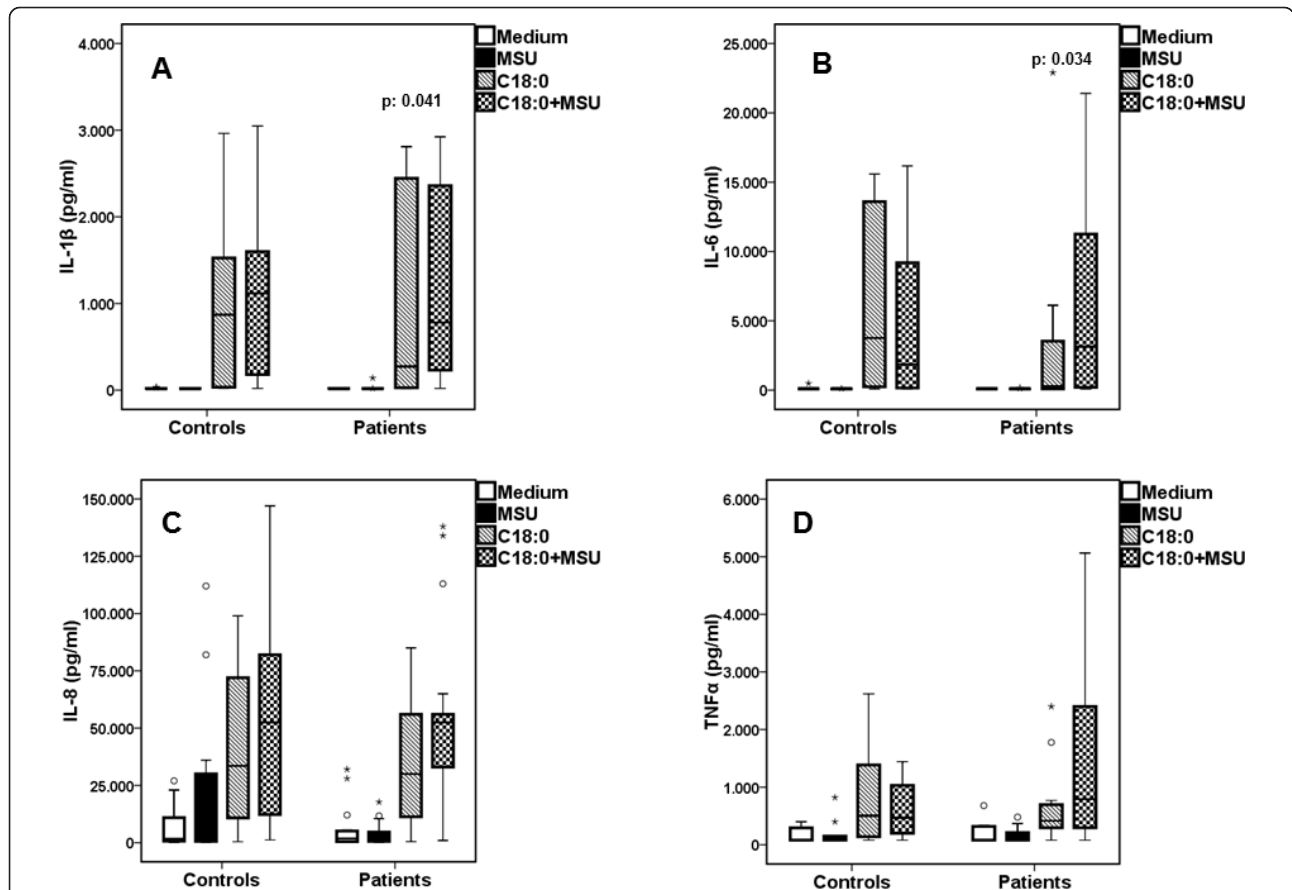 A
4.000
3.000
2.000
1.000
0
IL-1β (pg/ml)
p: 0.041
Controls
Patients
Medium
MSU
C18:0
C18:0+MSU
B
25.000
20.000
15.000
10.000
5.000
0
IL-6 (pg/ml)
p: 0.034
Controls
Patients
Medium
MSU
C18:0
C18:0+MSU
C
150.000
125.000
100.000
75.000
50.000
25.000
0
IL-8 (pg/ml)
Controls
Patients
Medium
MSU
C18:0
C18:0+MSU
D
6.000
5.000
4.000
3.000
2.000
1.000
0
TNFα (pg/ml)
Controls
Patients
Medium
MSU
C18:0
C18:0+MSU